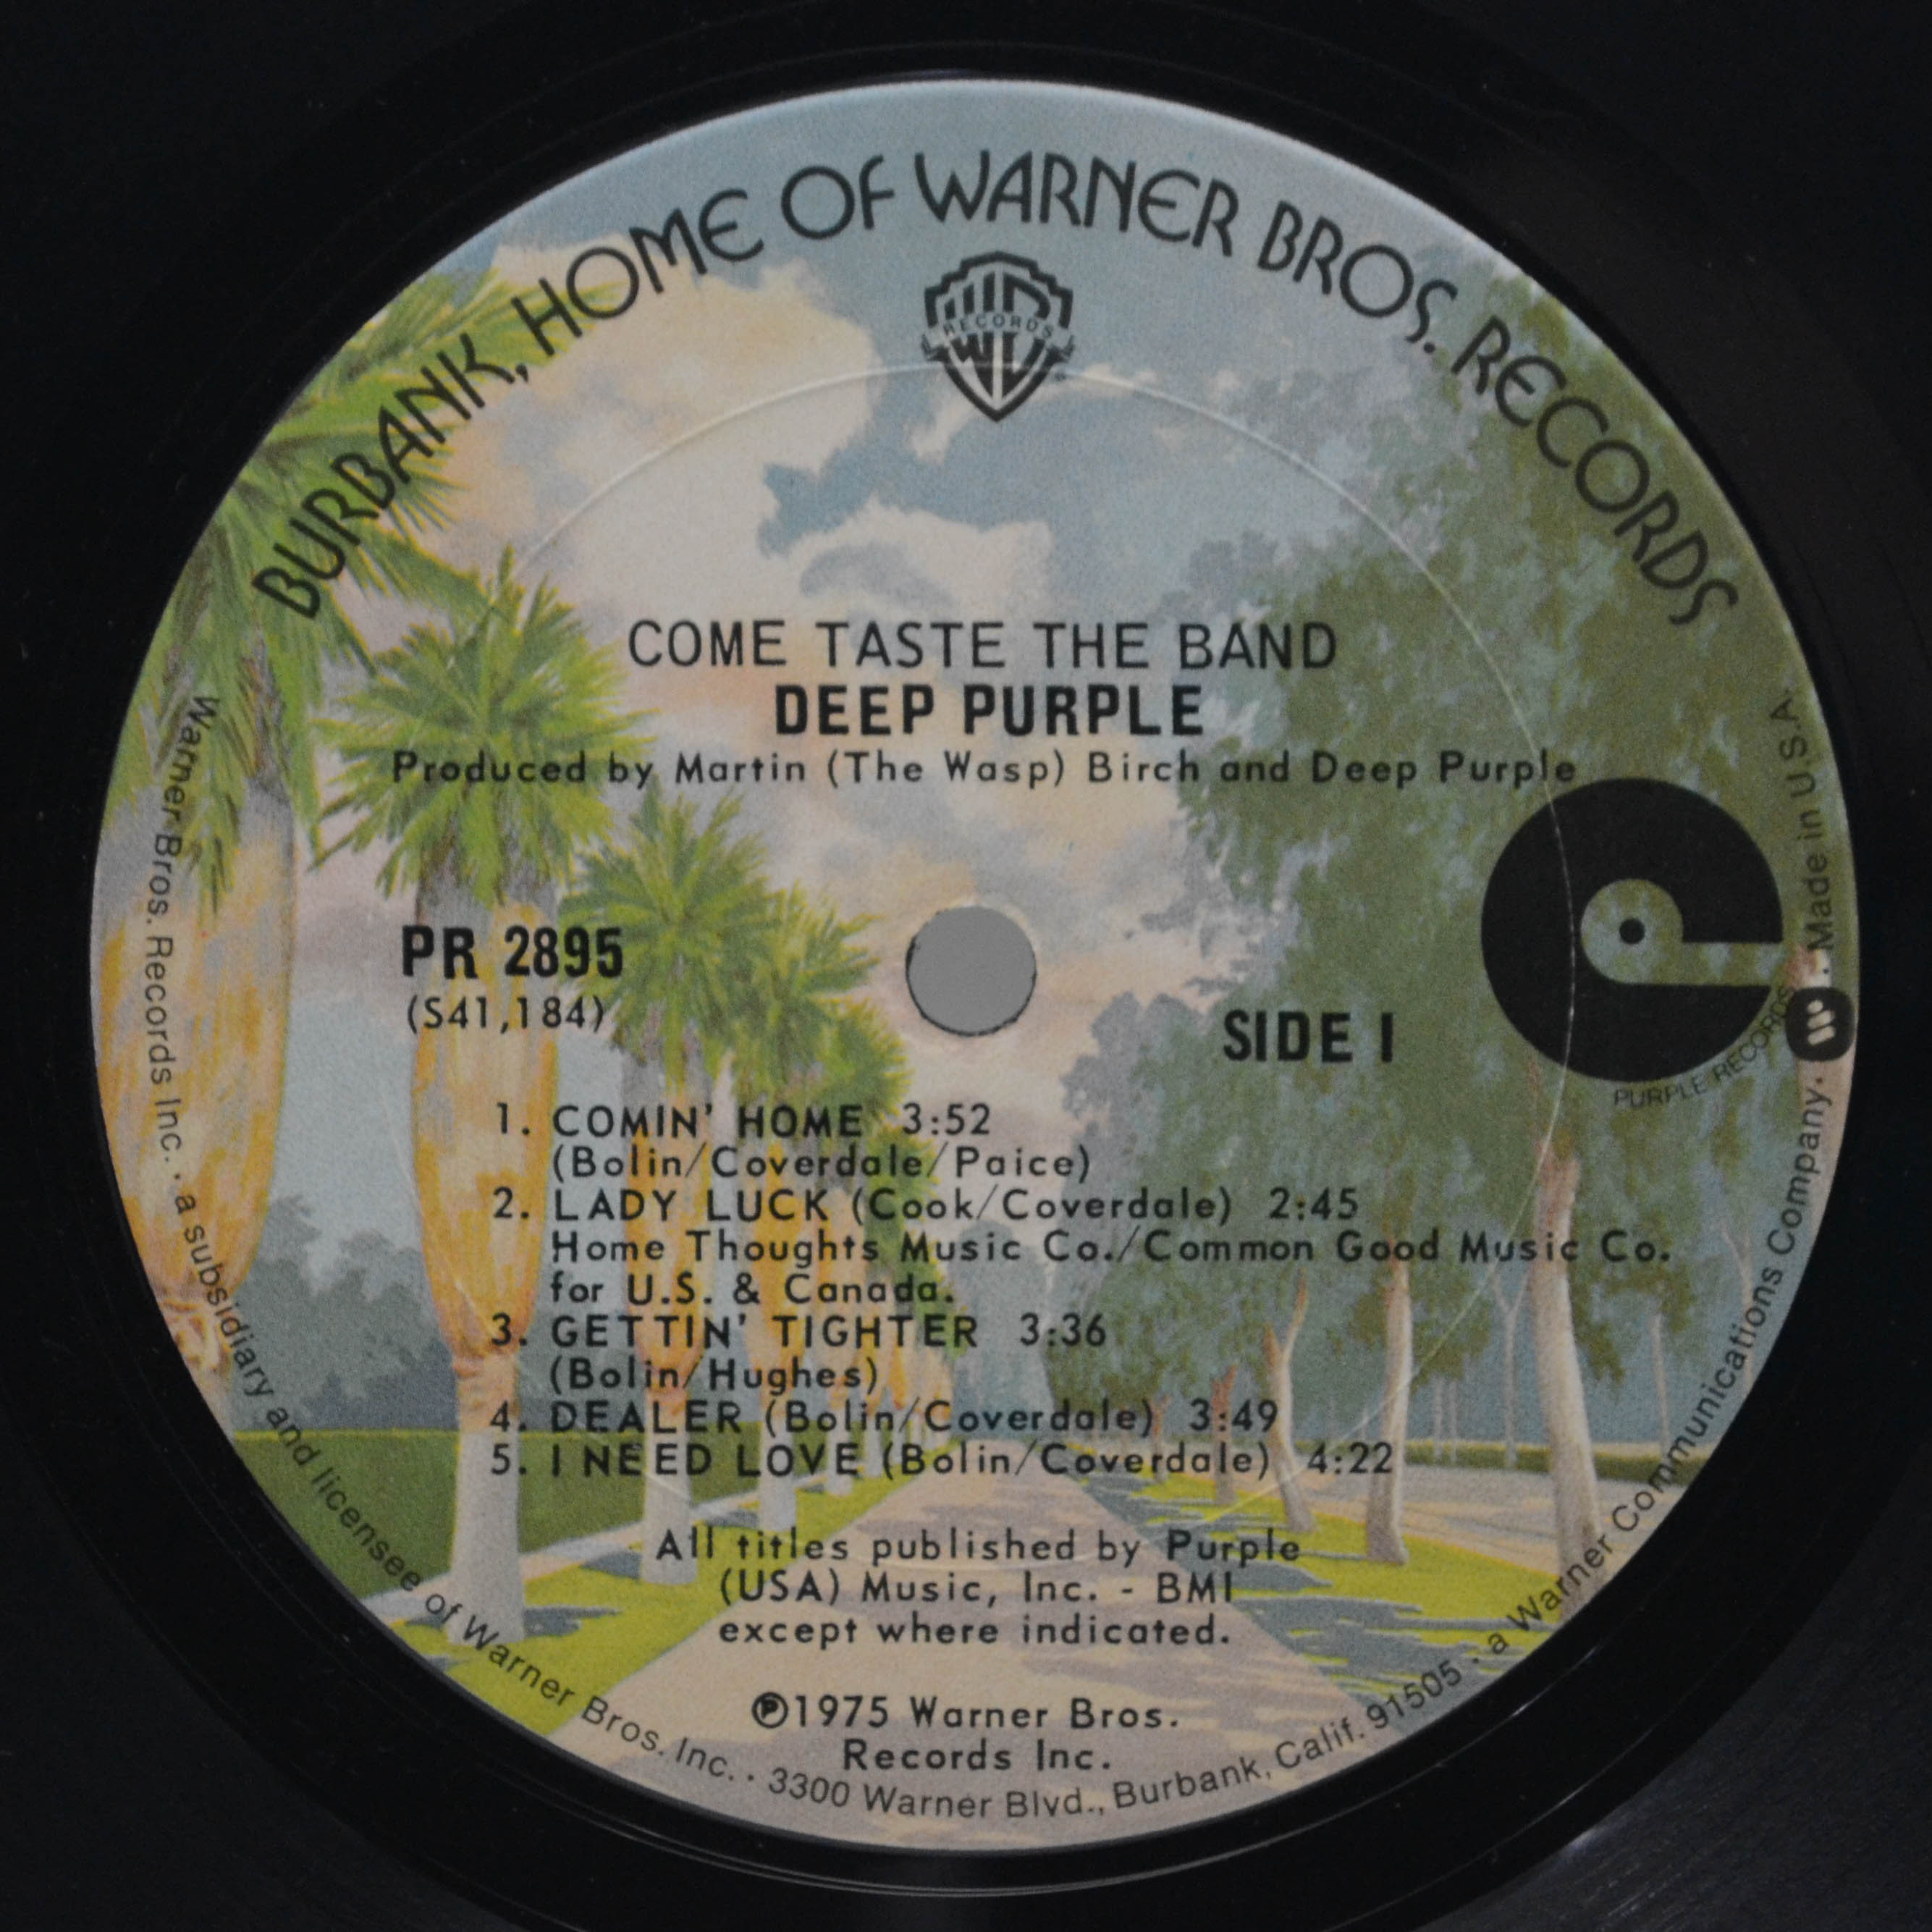 BURBANK, HOME OF WARNER BROS. RECORDS
RECORDS
COME TASTE THE BAND
DEEP PURPLE
Produced by Martin (The Wasp) Birch and Deep Purple
PR 2895
(S41,184)
SIDE 1
PURPLE RECORDS
1. COMIN' HOME 3:52
(Bolin/Coverdale/Paice)
2. LADY LUCK (Cook/Coverdale) 2:45
Home Thoughts Music Co./Common Good Music Co.
for U.S. & Canada.
3. GETTIN' TIGHTER 3:36
(Bolin/Hughes)
4. DEALER (Bolin/Coverdale) 3:49
5. I NEED LOVE (Bolin/Coverdale) 4:22
All titles published by Purple
(USA) Music, Inc. - BMI
except where indicated.
℗1975 Warner Bros.
Records Inc.
Warner Bros. Records Inc. · a subsidiary and licensee of Warner Bros. Inc. · 3300 Warner Blvd., Burbank, Calif. 91505 · a Warner Communications Company. · Made in U.S.A.